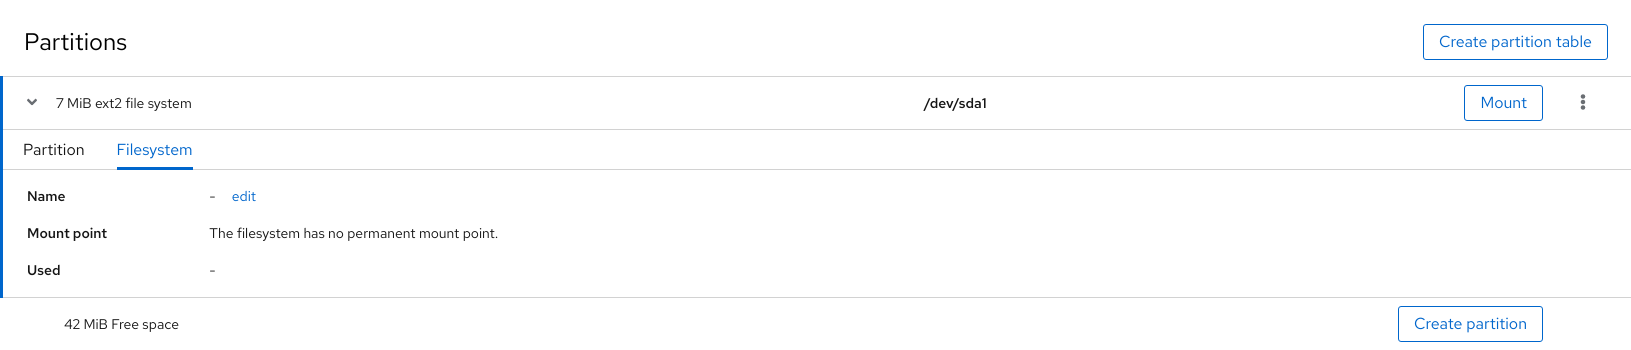 Partitions
Create partition table
7 MiB ext2 file system /dev/sda1 Mount
Partition Filesystem
Name - edit
Mount point The filesystem has no permanent mount point.
Used -
42 MiB Free space Create partition